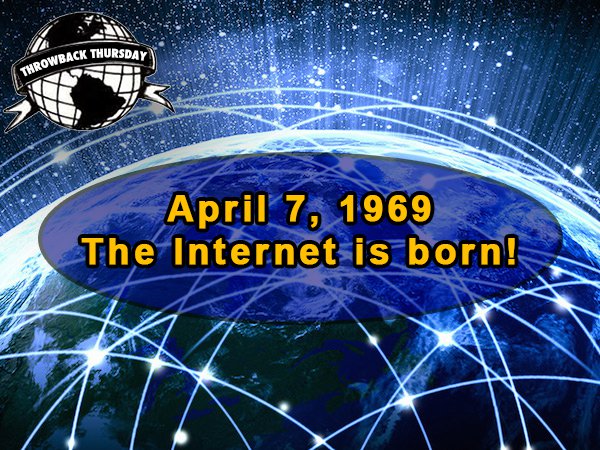 THROWBACK THURSDAY
April 7, 1969
The Internet is born!